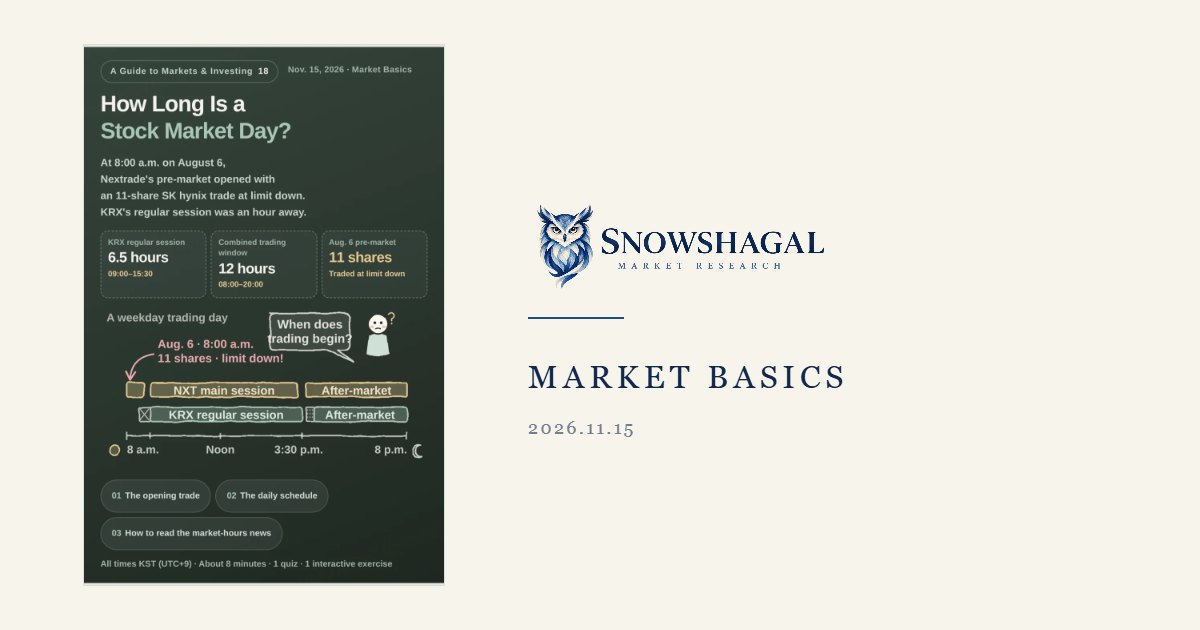 A Guide to Markets & Investing 18
Nov. 15, 2026 · Market Basics
How Long Is a
Stock Market Day?
At 8:00 a.m. on August 6,
Nextrade's pre-market opened with
an 11-share SK hynix trade at limit down.
KRX's regular session was an hour away.
KRX regular session
6.5 hours
09:00–15:30
Combined trading
window
12 hours
08:00–20:00
Aug. 6 pre-market
11 shares
Traded at limit down
A weekday trading day
When does
trading begin?
?
Aug. 6 · 8:00 a.m.
11 shares · limit down!
NXT main session
After-market
KRX regular session
After-market
8 a.m.
Noon
3:30 p.m.
8 p.m.
01 The opening trade
02 The daily schedule
03 How to read the market-hours news
All times KST (UTC+9) · About 8 minutes · 1 quiz · 1 interactive exercise
SNOWSHAGAL
MARKET RESEARCH
MARKET BASICS
2026.11.15